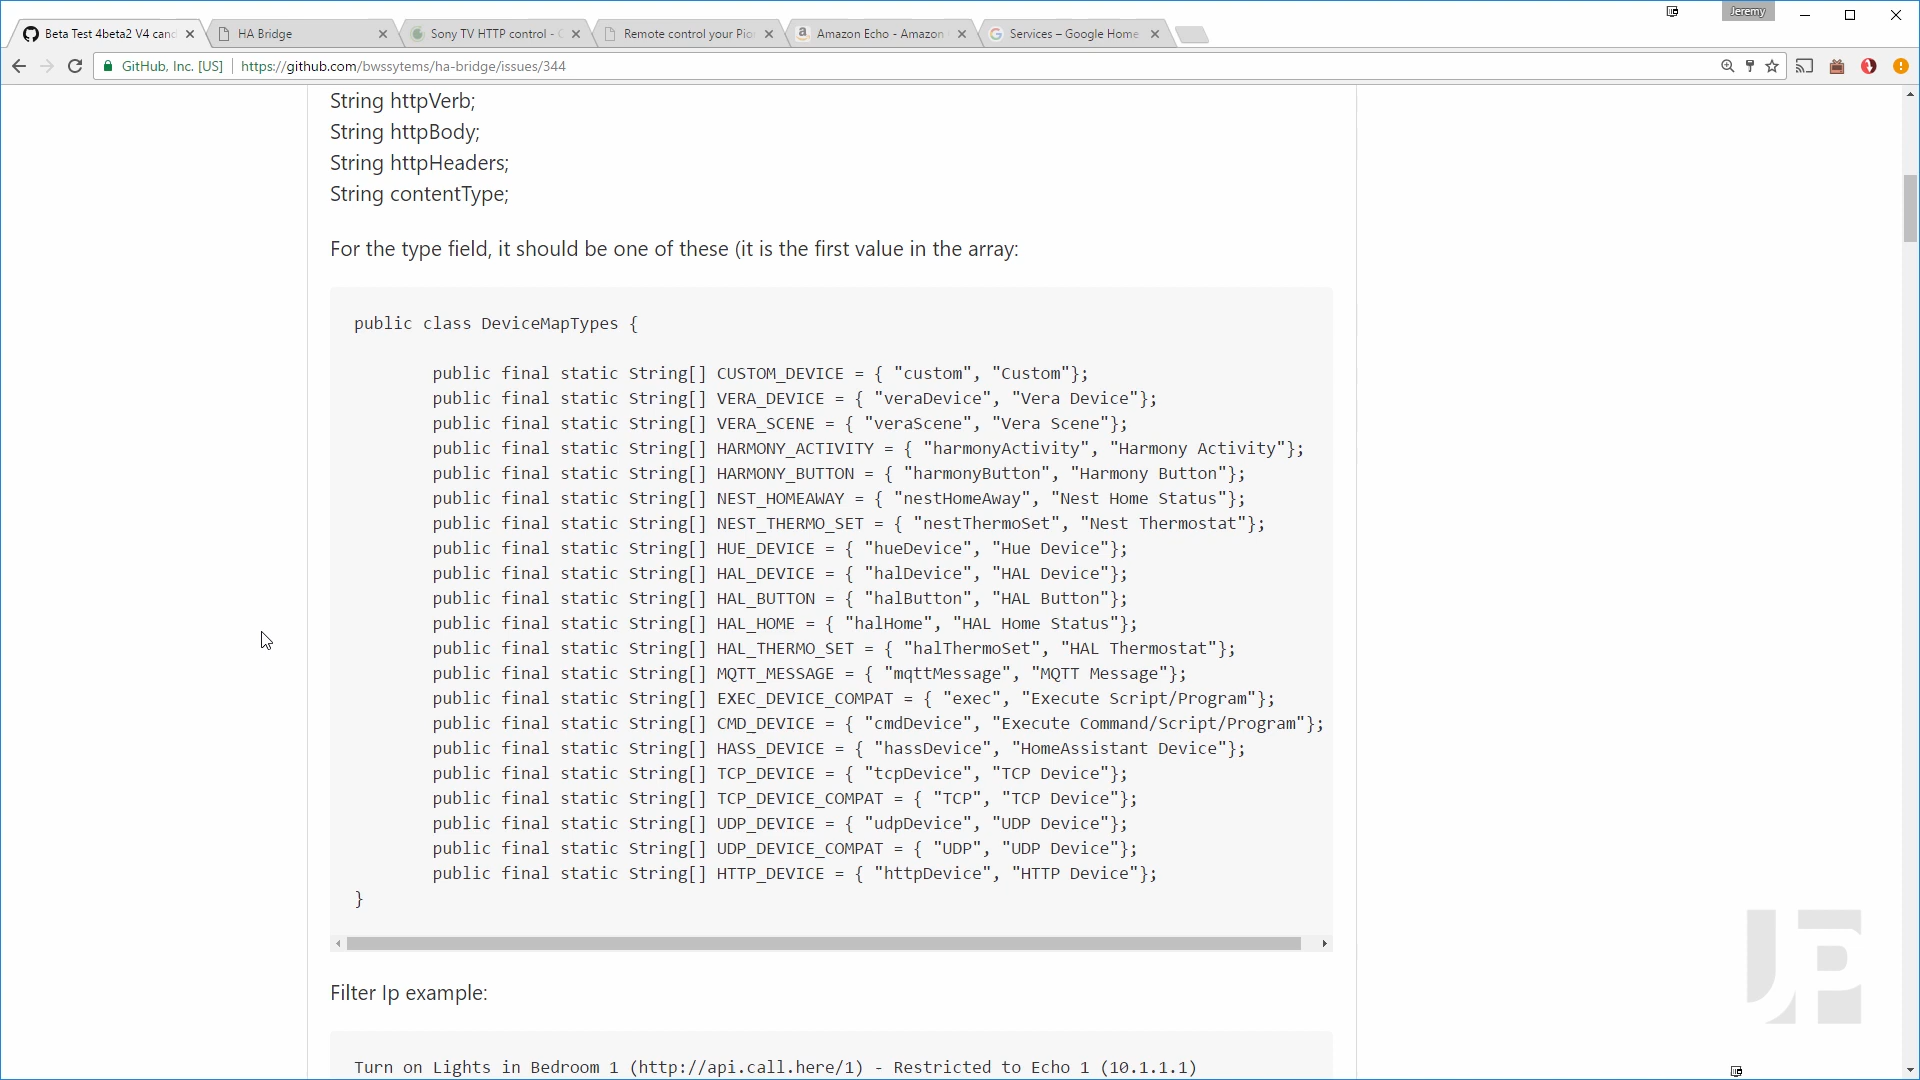 Jeremy
Beta Test 4beta2 V4 cand
HA Bridge
Sony TV HTTP control - C
Remote control your Pio
Amazon Echo - Amazon
Services – Google Home
GitHub, Inc. [US]
https://github.com/bwssytems/ha-bridge/issues/344
String httpVerb;
String httpBody;
String httpHeaders;
String contentType;
For the type field, it should be one of these (it is the first value in the array:
public class DeviceMapTypes {
public final static String[] CUSTOM_DEVICE = { "custom", "Custom"};
public final static String[] VERA_DEVICE = { "veraDevice", "Vera Device"};
public final static String[] VERA_SCENE = { "veraScene", "Vera Scene"};
public final static String[] HARMONY_ACTIVITY = { "harmonyActivity", "Harmony Activity"};
public final static String[] HARMONY_BUTTON = { "harmonyButton", "Harmony Button"};
public final static String[] NEST_HOMEAWAY = { "nestHomeAway", "Nest Home Status"};
public final static String[] NEST_THERMO_SET = { "nestThermoSet", "Nest Thermostat"};
public final static String[] HUE_DEVICE = { "hueDevice", "Hue Device"};
public final static String[] HAL_DEVICE = { "halDevice", "HAL Device"};
public final static String[] HAL_BUTTON = { "halButton", "HAL Button"};
public final static String[] HAL_HOME = { "halHome", "HAL Home Status"};
public final static String[] HAL_THERMO_SET = { "halThermoSet", "HAL Thermostat"};
public final static String[] MQTT_MESSAGE = { "mqttMessage", "MQTT Message"};
public final static String[] EXEC_DEVICE_COMPAT = { "exec", "Execute Script/Program"};
public final static String[] CMD_DEVICE = { "cmdDevice", "Execute Command/Script/Program"};
public final static String[] HASS_DEVICE = { "hassDevice", "HomeAssistant Device"};
public final static String[] TCP_DEVICE = { "tcpDevice", "TCP Device"};
public final static String[] TCP_DEVICE_COMPAT = { "TCP", "TCP Device"};
public final static String[] UDP_DEVICE = { "udpDevice", "UDP Device"};
public final static String[] UDP_DEVICE_COMPAT = { "UDP", "UDP Device"};
public final static String[] HTTP_DEVICE = { "httpDevice", "HTTP Device"};
}
Filter Ip example:
Turn on Lights in Bedroom 1 (http://api.call.here/1) - Restricted to Echo 1 (10.1.1.1)
JP